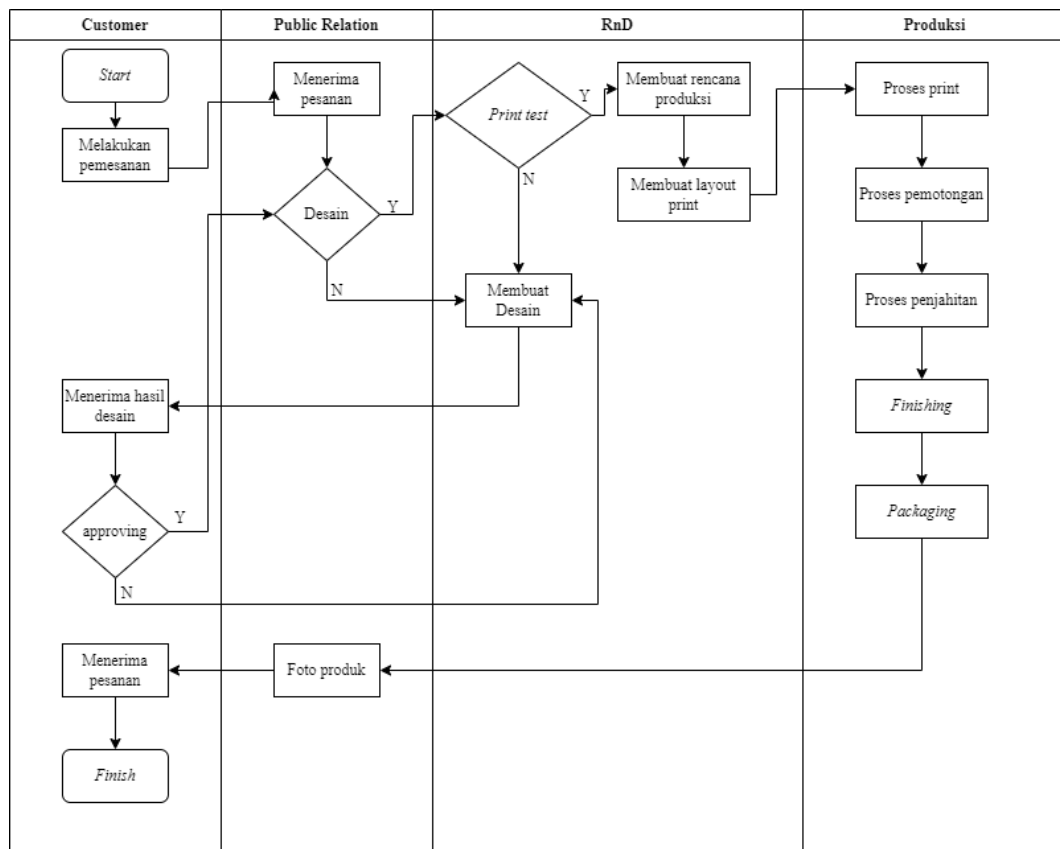 Customer
Public Relation
RnD
Produksi
Start
Melakukan
pemesanan
Menerima
pesanan
Desain
Y
N
Print test
Y
N
Membuat rencana
produksi
Membuat layout
print
Membuat
Desain
Proses print
Proses pemotongan
Proses penjahitan
Finishing
Packaging
Menerima hasil
desain
approving
Y
N
Foto produk
Menerima
pesanan
Finish